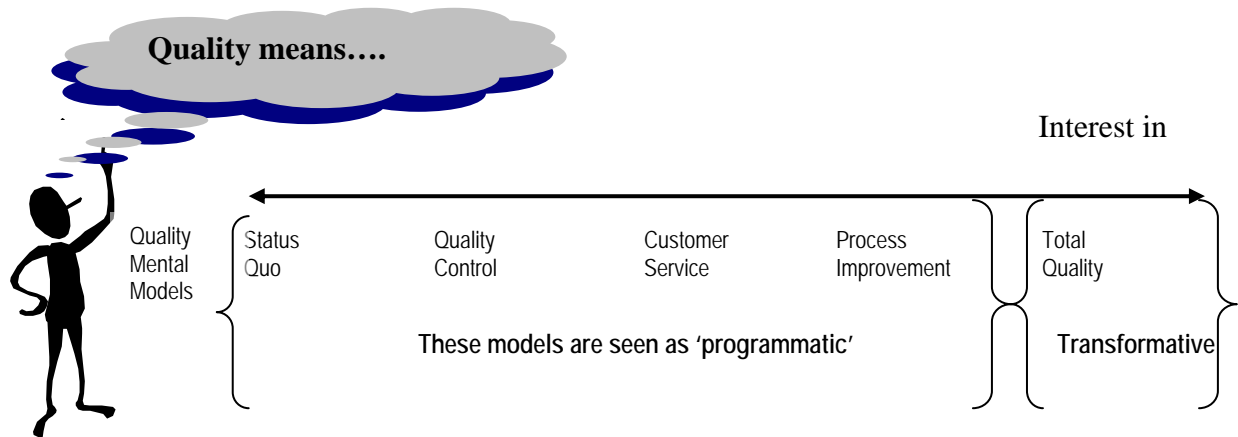 Quality means….
Interest in
Quality
Mental
Models
Status
Quo
Quality
Control
Customer
Service
Process
Improvement
Total
Quality
These models are seen as ‘programmatic’
Transformative